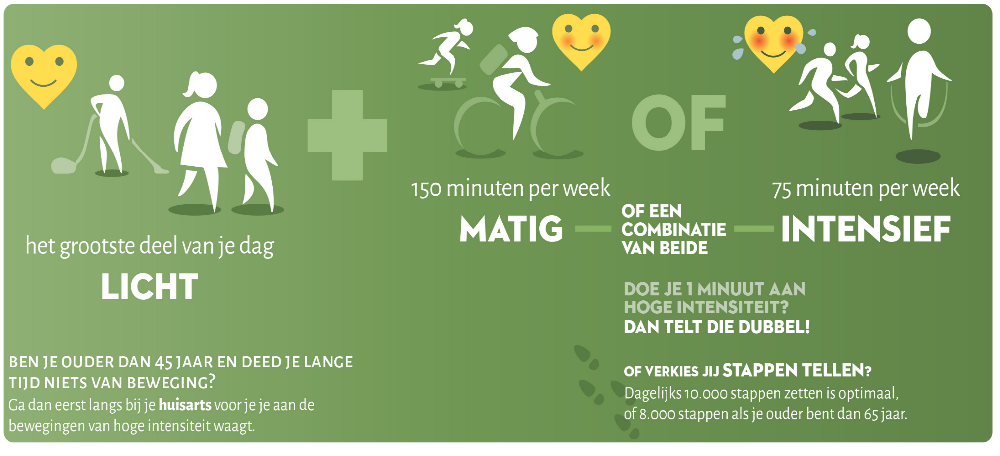 het grootste deel van je dag
LICHT
BEN JE OUDER DAN 45 JAAR EN DEED JE LANGE
TIJD NIETS VAN BEWEGING?
Ga dan eerst langs bij je huisarts voor je je aan de
bewegingen van hoge intensiteit waagt.
150 minuten per week
MATIG
OF
OF EEN
COMBINATIE
VAN BEIDE
75 minuten per week
INTENSIEF
DOE JE 1 MINUUT AAN
HOGE INTENSITEIT?
DAN TELT DIE DUBBEL!
OF VERKIES JIJ STAPPEN TELLEN?
Dagelijks 10.000 stappen zetten is optimaal,
of 8.000 stappen als je ouder bent dan 65 jaar.